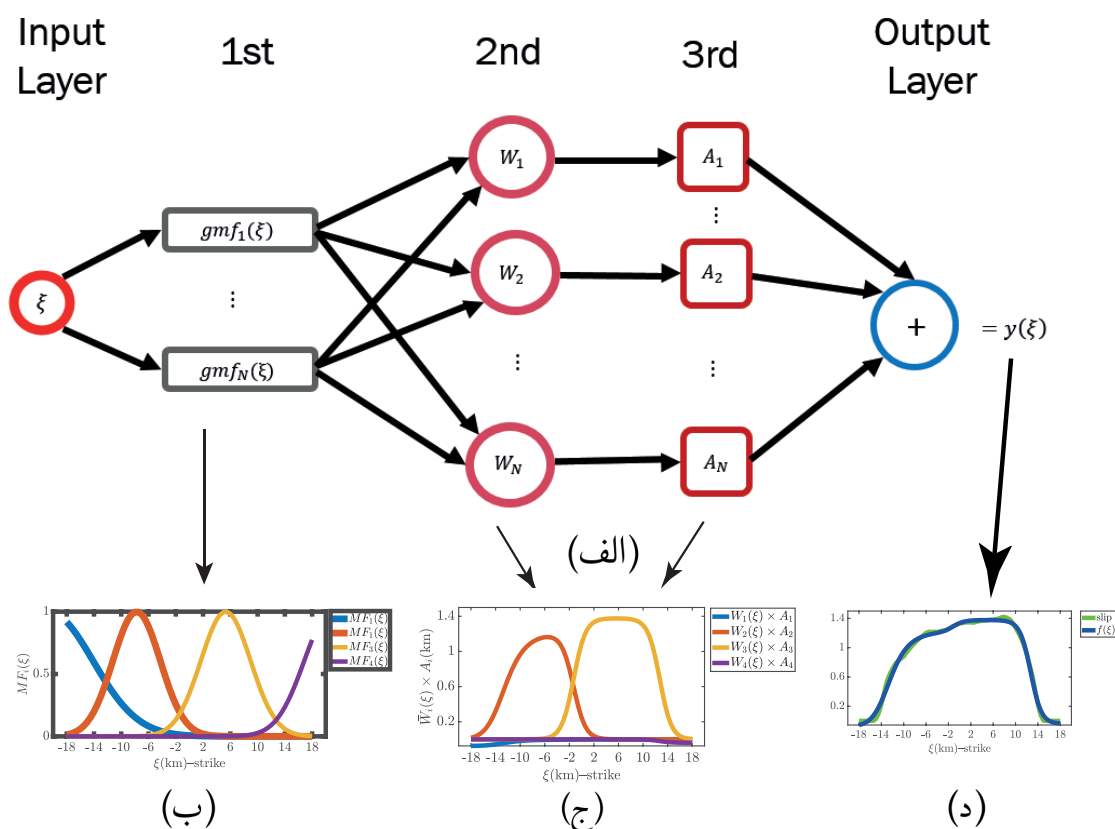 Input
Layer
1st
2nd
3rd
Output
Layer
ξ
gmf₁(ξ)
⋮
gmf_N(ξ)
W₁
W₂
⋮
W_N
A₁
⋮
A₂
⋮
A_N
+
= y(ξ)
(الف)
MFᵢ(ξ)
1
0.5
0
-18 -14 -10 -6 -2 2 6 10 14 18
ξ(km)–strike
MF₁(ξ)
MF₁(ξ)
MF₃(ξ)
MF₄(ξ)
(ب)
W̄ᵢ(ξ) × Aᵢ(km)
1.4
1
0.6
0.2
-18 -14 -10 -6 -2 2 6 10 14 18
ξ(km)–strike
W₁(ξ) × A₁
W₂(ξ) × A₂
W₃(ξ) × A₃
W₄(ξ) × A₄
(ج)
1.4
1
0.6
0.2
-18 -14 -10 -6 -2 2 6 10 14 18
ξ(km)–strike
slip
f(ξ)
(د)